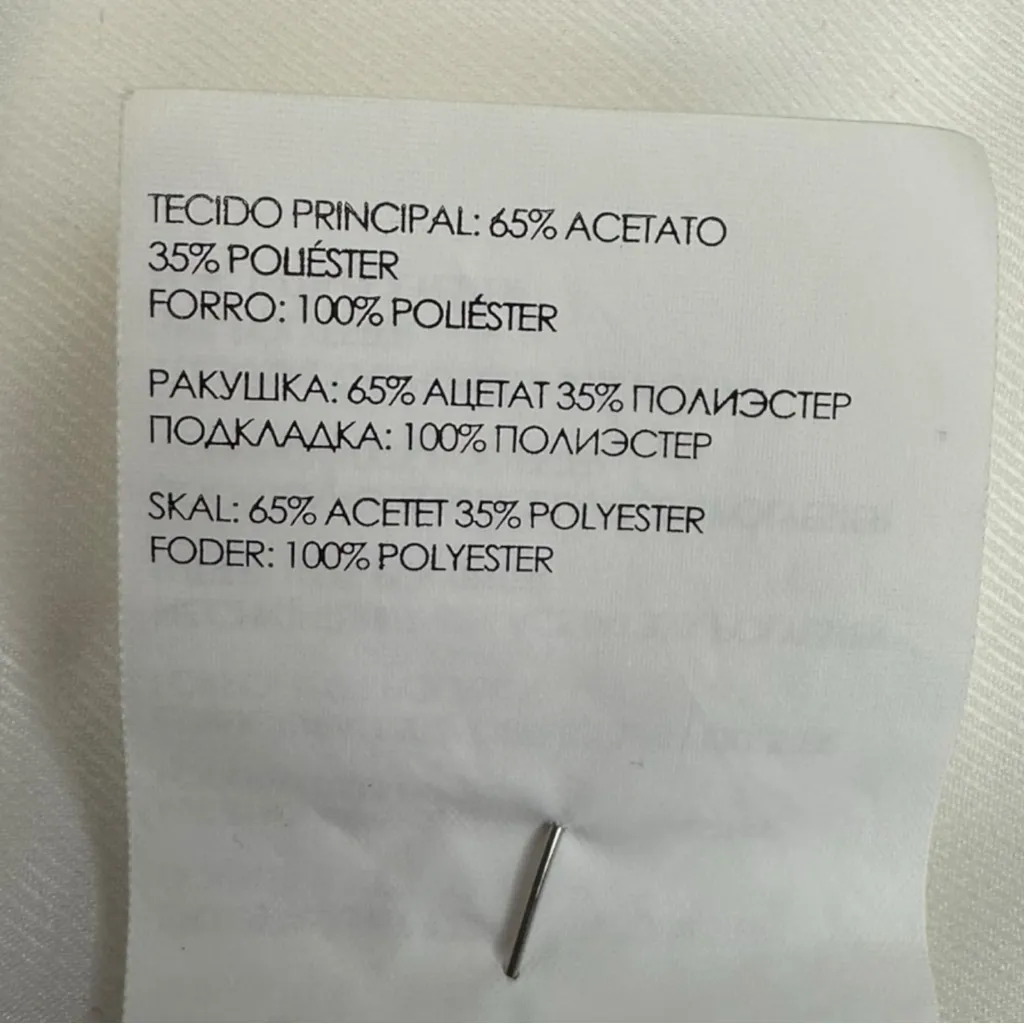 TECIDO PRINCIPAL: 65% ACETATO
35% POLIÉSTER
FORRO: 100% POLIÉSTER
РАКУШКА: 65% АЦЕТАТ 35% ПОЛИЭСТЕР
ПОДКЛАДКА: 100% ПОЛИЭСТЕР
SKAL: 65% ACETET 35% POLYESTER
FODER: 100% POLYESTER